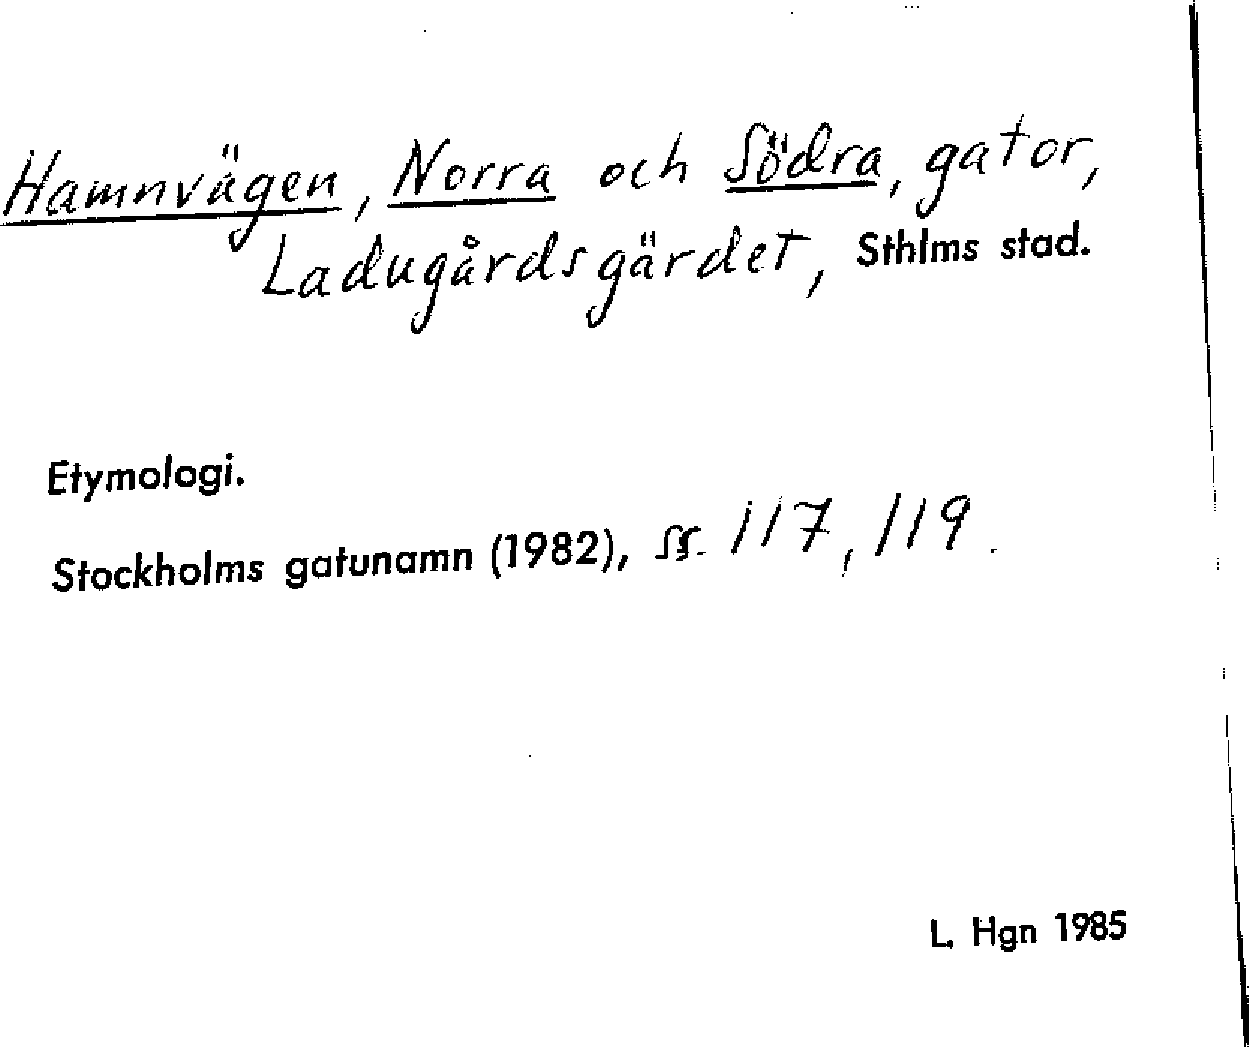 Hamnvägen, Norra och Södra, gator,
Ladugårdsgärdet, Sthlms stad.
Etymologi.
Stockholms gatunamn (1982), ss. 117, 119.
L. Hgn 1985